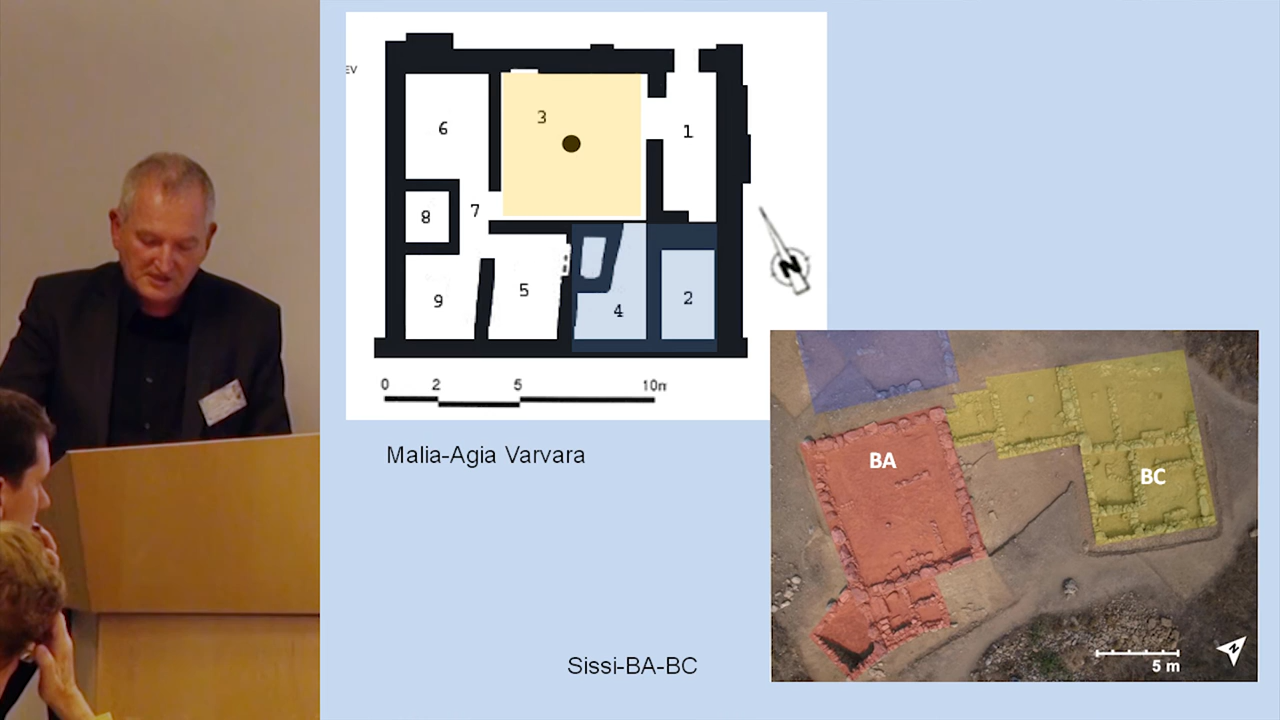 EV
6
3
1
8
7
9
5
4
2
N
0 2 5 10m
Malia-Agia Varvara
BA
BC
N
5 m
Sissi-BA-BC